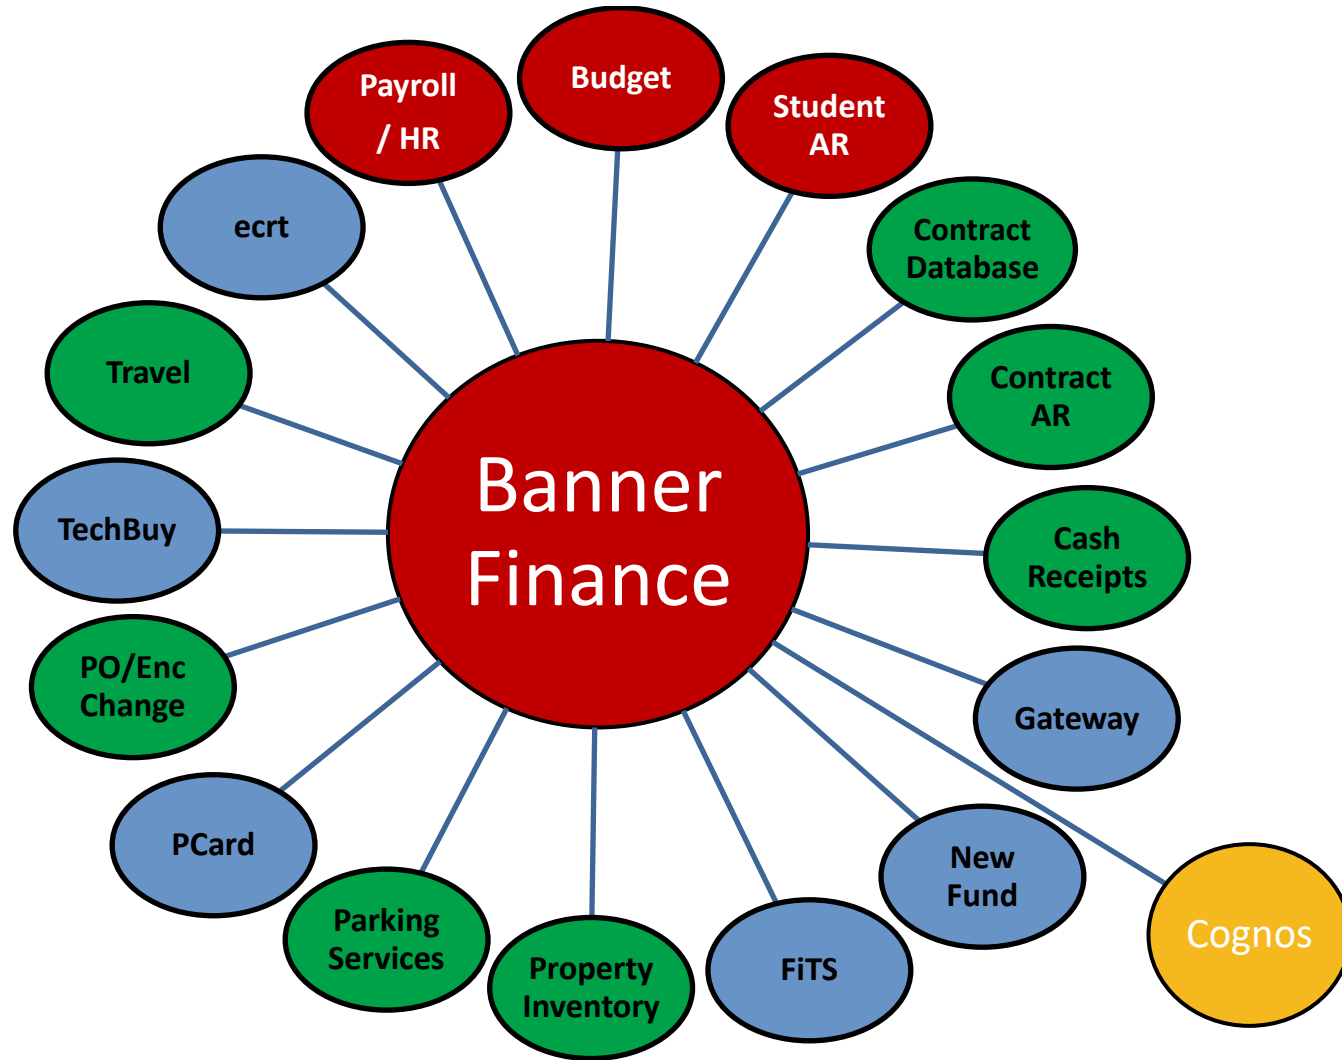 Budget
Payroll
/ HR
Student
AR
ecrt
Contract
Database
Travel
Contract
AR
Banner
Finance
TechBuy
Cash
Receipts
PO/Enc
Change
Gateway
PCard
New
Fund
Parking
Services
Cognos
Property
Inventory
FiTS